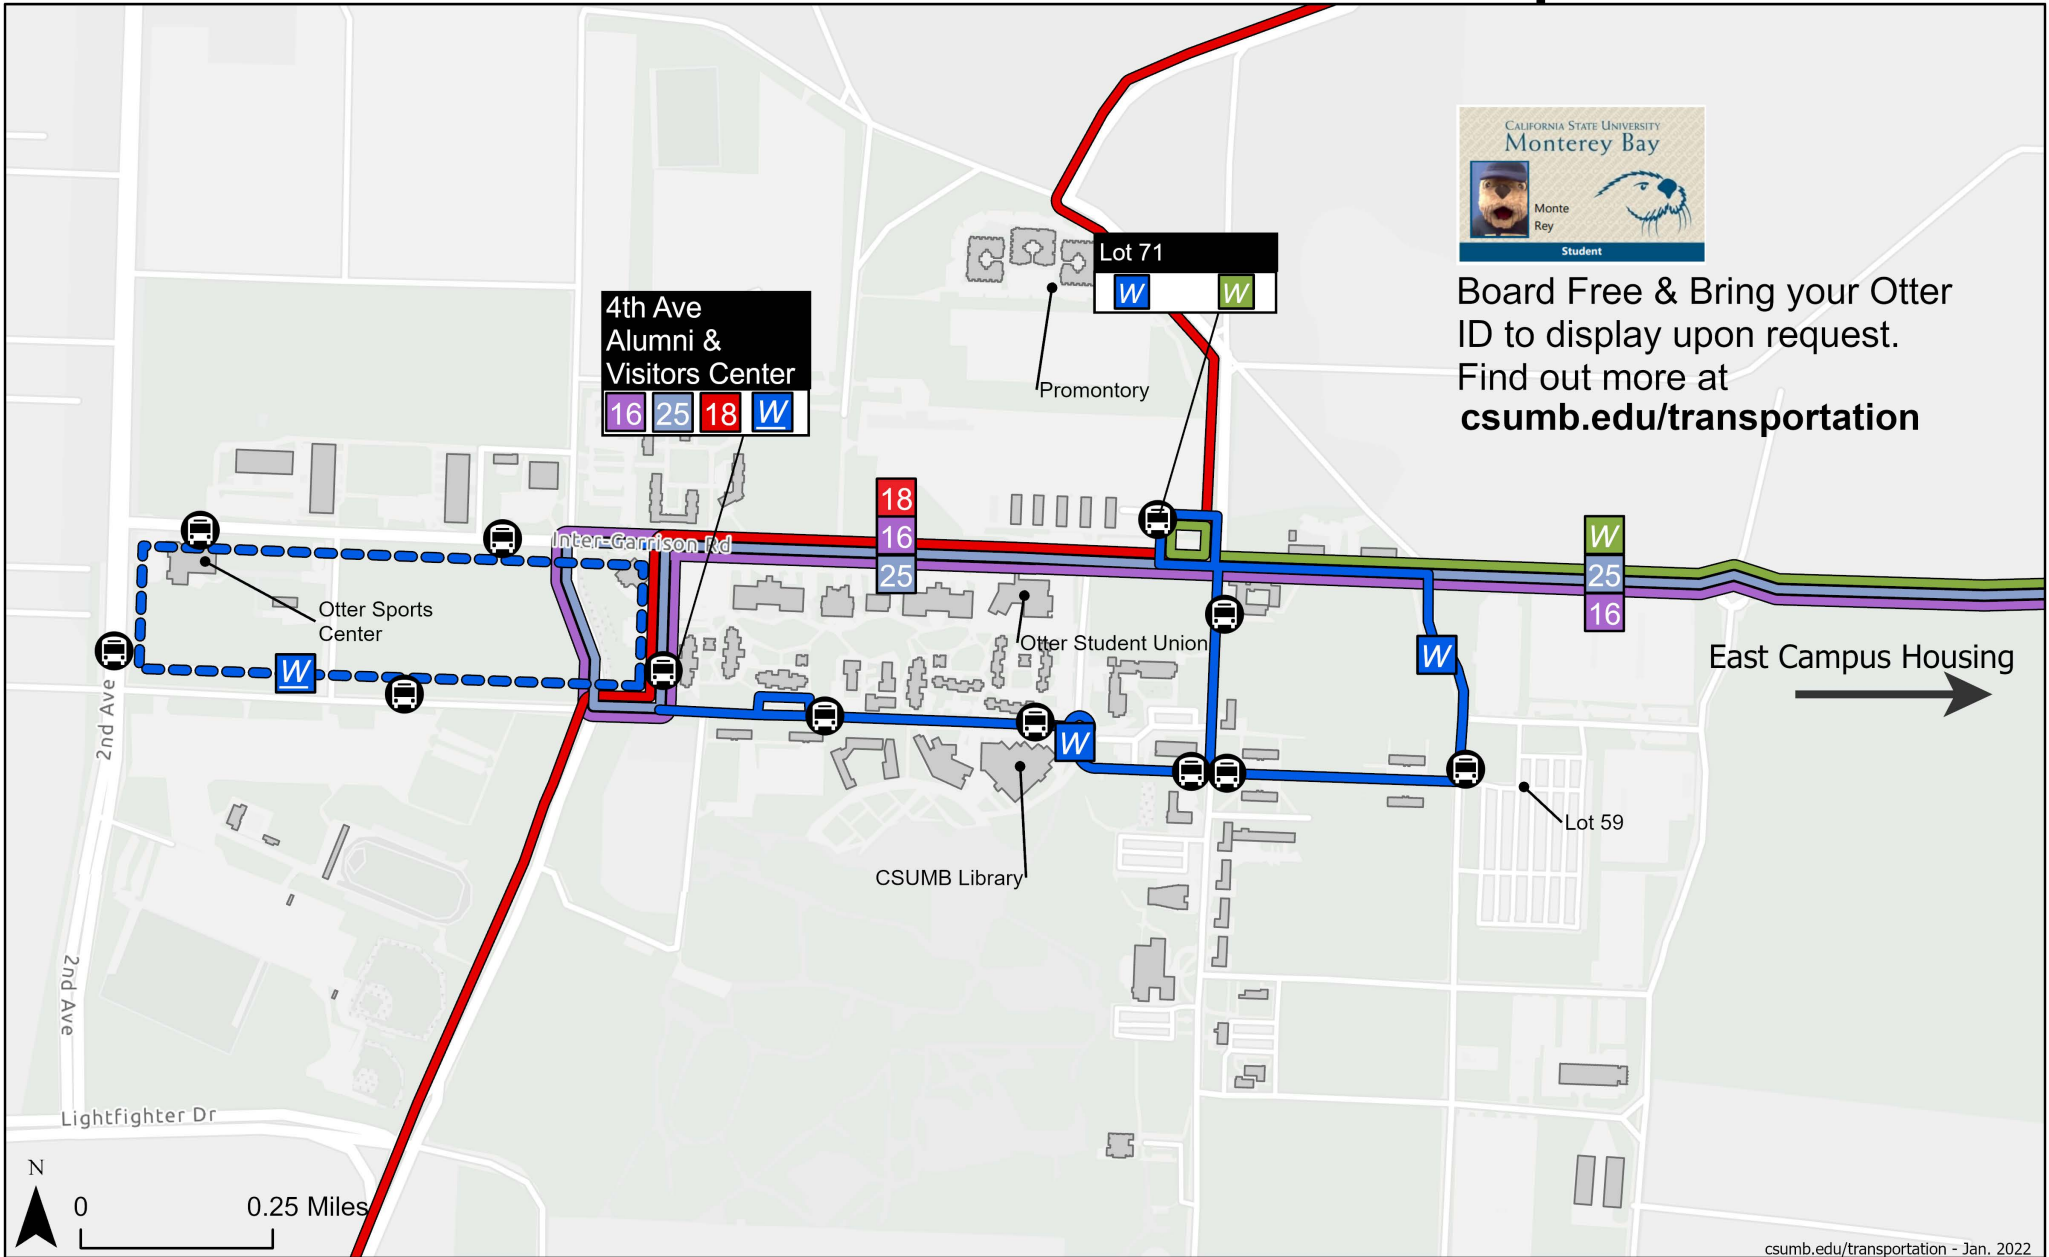 CALIFORNIA STATE UNIVERSITY
Monterey Bay
Monte
Rey
Student
Board Free & Bring your Otter
ID to display upon request.
Find out more at
csumb.edu/transportation
Lot 71
W W
4th Ave
Alumni &
Visitors Center
16 25 18 W
Promontory
18
16
25
Inter-Garrison Rd
W
25
16
Otter Sports
Center
Otter Student Union
W
East Campus Housing
W
2nd Ave
W
Lot 59
CSUMB Library
2nd Ave
Lightfighter Dr
N
0 0.25 Miles
csumb.edu/transportation - Jan. 2022